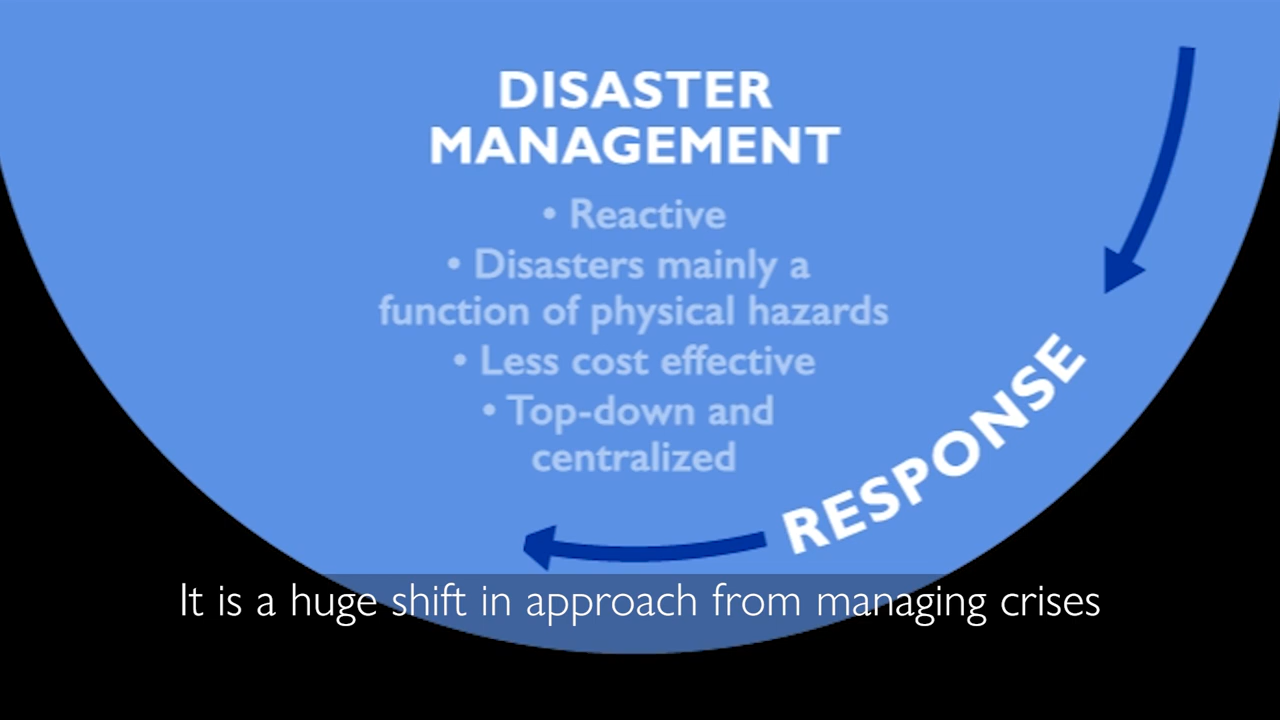 DISASTER
MANAGEMENT
• Reactive
• Disasters mainly a
function of physical hazards
• Less cost effective
• Top-down and
centralized
RESPONSE
It is a huge shift in approach from managing crises